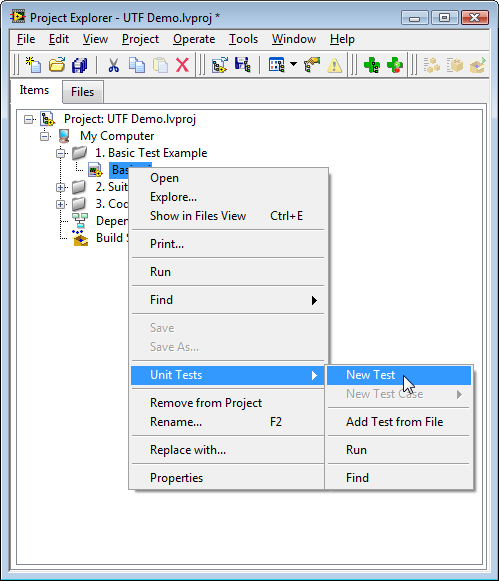 Project Explorer - UTF Demo.lvproj *
File Edit View Project Operate Tools Window Help
Items Files
Project: UTF Demo.lvproj
My Computer
1. Basic Test Example
2. Suit
3. Cod
Depen
Build S
Open
Explore...
Show in Files View Ctrl+E
Print...
Run
Find
Save
Save As...
Unit Tests
Remove from Project
Rename... F2
Replace with...
Properties
New Test
New Test Case
Add Test from File
Run
Find